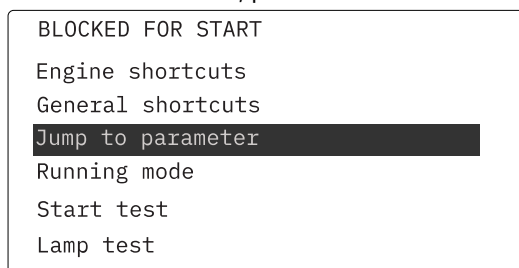 BLOCKED FOR START
Engine shortcuts
General shortcuts
Jump to parameter
Running mode
Start test
Lamp test